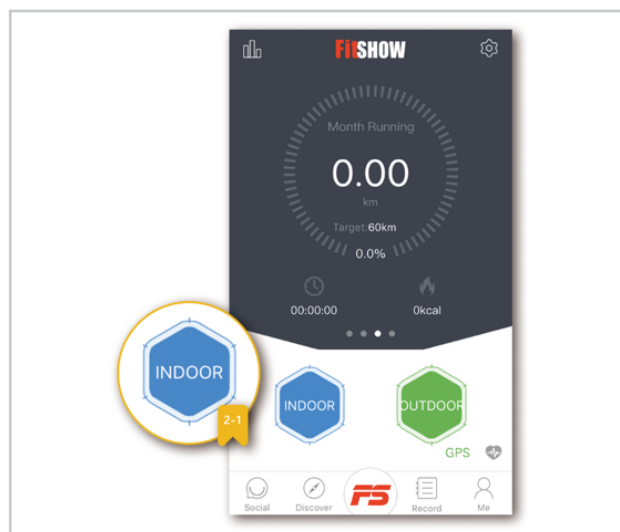 FitSHOW
Month Running
0.00
km
Target:60km
0.0%
00:00:00
0kcal
INDOOR
2-1
INDOOR
OUTDOOR
GPS
Social
Discover
FS
Record
Me